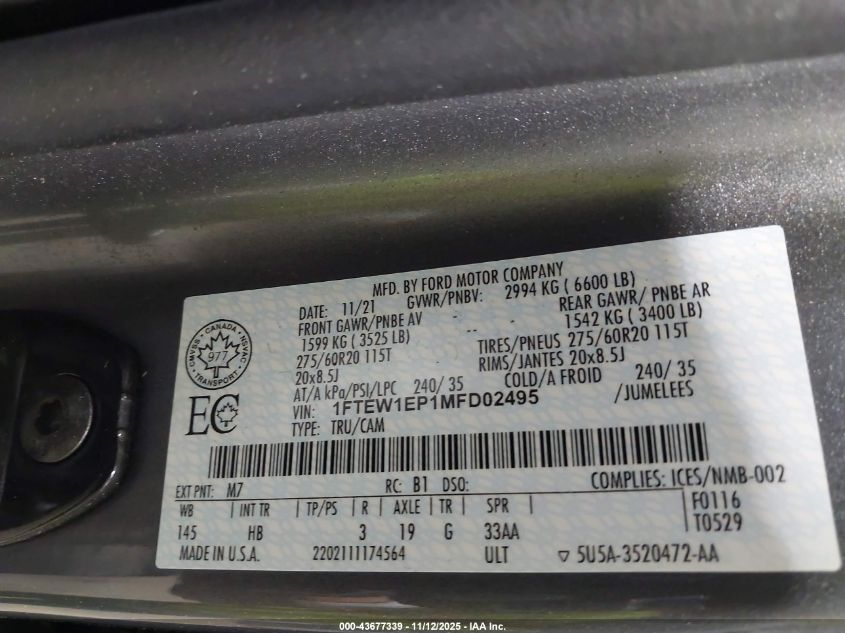 MFD. BY FORD MOTOR COMPANY
DATE: 11/21 GVWR/PNBV: 2994 KG ( 6600 LB)
FRONT GAWR/PNBE AV - - REAR GAWR/ PNBE AR
1599 KG ( 3525 LB) 1542 KG ( 3400 LB)
275/60R20 115T TIRES/PNEUS 275/60R20 115T
20x8.5J RIMS/JANTES 20x8.5J
AT/A kPa/PSI/LPC 240/ 35 COLD/A FROID 240/ 35
VIN: 1FTEW1EP1MFD02495 /JUMELEES
TYPE: TRU/CAM
CMVSS · CANADA · NSVAC
977
TRANSPORT
EC
EXT PNT: M7 RC: B1 DSO: COMPLIES: ICES/NMB-002
WB INT TR TP/PS R AXLE TR SPR F0116
145 HB 3 19 G 33AA T0529
MADE IN U.S.A. 2202111174564 ULT ▽ 5U5A-3520472-AA
000-43677339 - 11/12/2025 - IAA Inc.